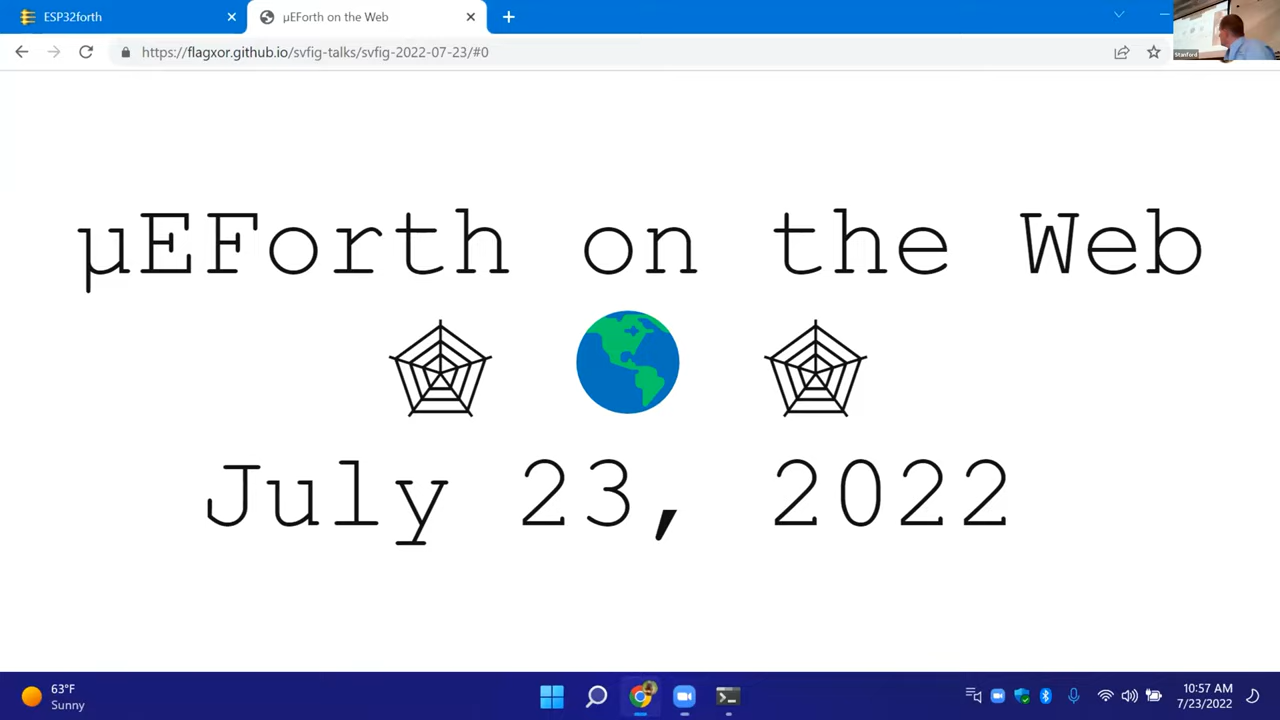 ESP32forth
µEForth on the Web
https://flagxor.github.io/svfig-talks/svfig-2022-07-23/#0
Stanford
µEForth on the Web
July 23, 2022
63°F
Sunny
10:57 AM
7/23/2022